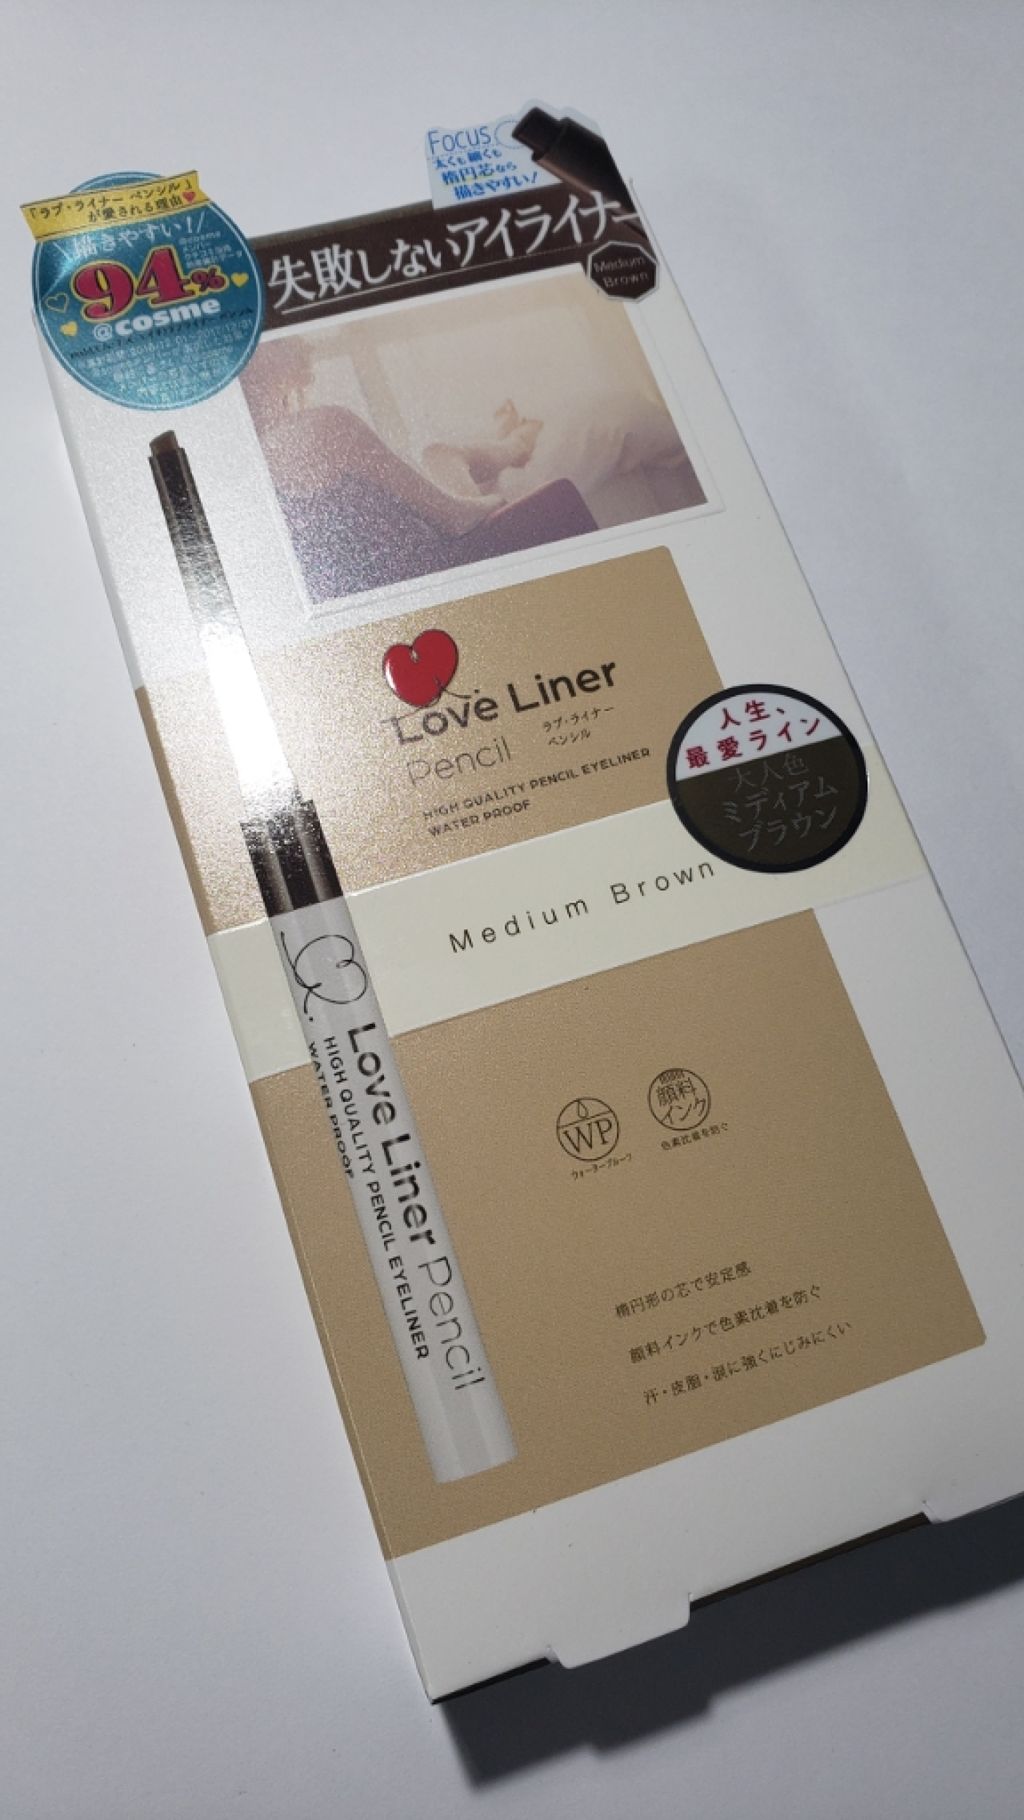 「ラブ・ライナー ペンシル」
が愛される理由
描きやすい!
94%
@cosme
FOCUS
太くも細くも
楕円芯なら
描きやすい!
失敗しないアイライナー
Medium
Brown
Love Liner
Pencil
ラブ・ライナー
ペンシル
HIGH QUALITY PENCIL EYELINER
WATER PROOF
人生、
最愛ライン
大人色
ミディアム
ブラウン
Medium Brown
Love Liner Pencil
HIGH QUALITY PENCIL EYELINER
WATER PROOF
WP
ウォータープルーフ
顔料
インク
色素沈着を防ぐ
楕円形の芯で安定感
顔料インクで色素沈着を防ぐ
汗・皮脂・涙に強くにじみにくい